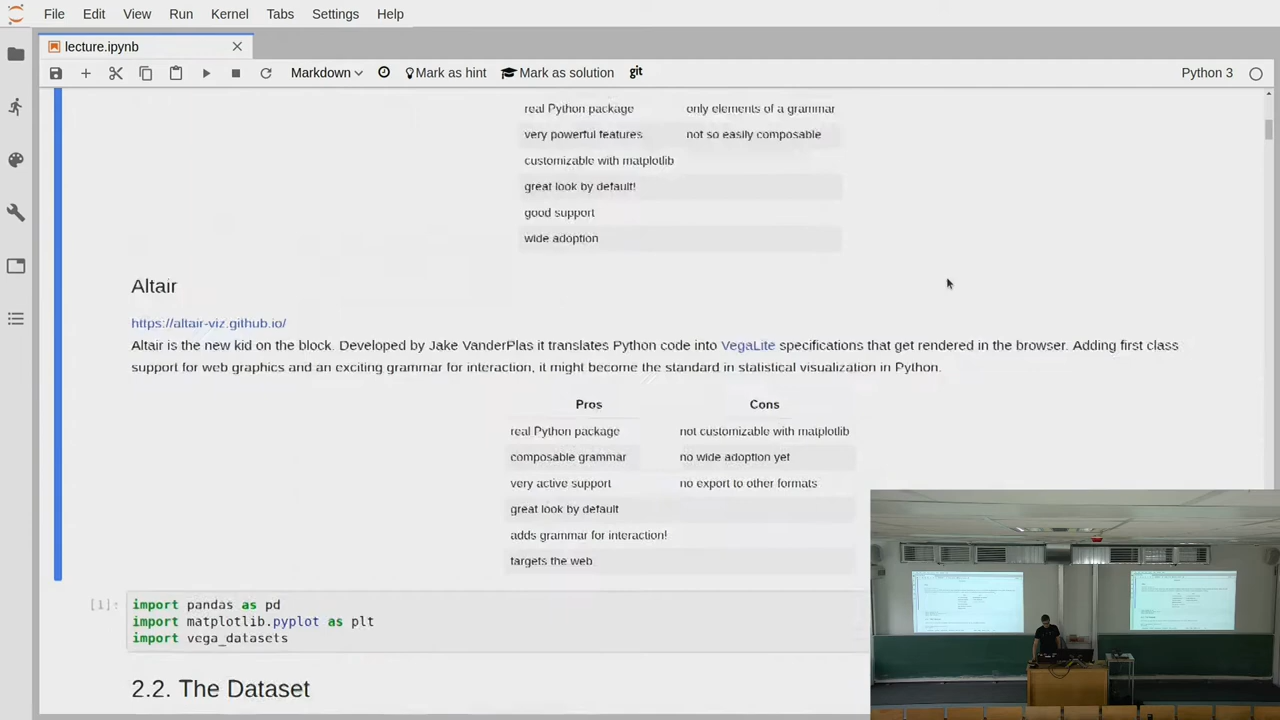 File Edit View Run Kernel Tabs Settings Help
lecture.ipynb
Markdown Mark as hint Mark as solution git Python 3
real Python package only elements of a grammar
very powerful features not so easily composable
customizable with matplotlib
great look by default!
good support
wide adoption
Altair
https://altair-viz.github.io/
Altair is the new kid on the block. Developed by Jake VanderPlas it translates Python code into VegaLite specifications that get rendered in the browser. Adding first class
support for web graphics and an exciting grammar for interaction, it might become the standard in statistical visualization in Python.
Pros Cons
real Python package not customizable with matplotlib
composable grammar no wide adoption yet
very active support no export to other formats
great look by default
adds grammar for interaction!
targets the web
[1]: import pandas as pd
import matplotlib.pyplot as plt
import vega_datasets
2.2. The Dataset